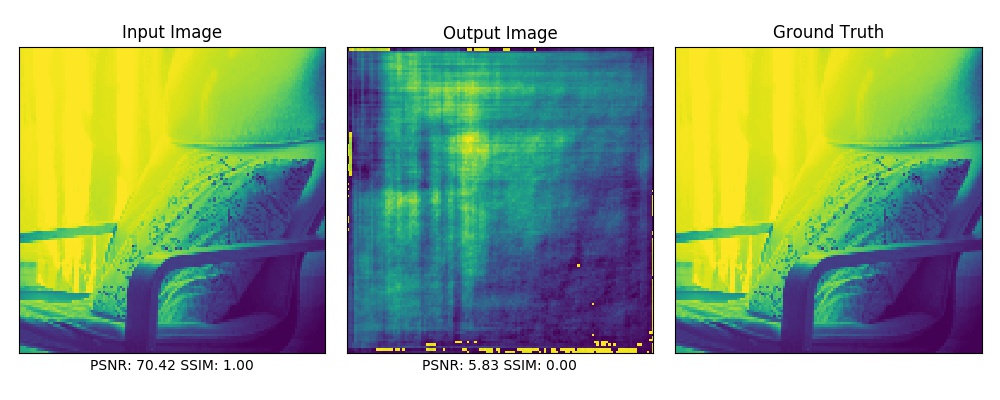 Input Image
Output Image
Ground Truth
PSNR: 70.42 SSIM: 1.00
PSNR: 5.83 SSIM: 0.00